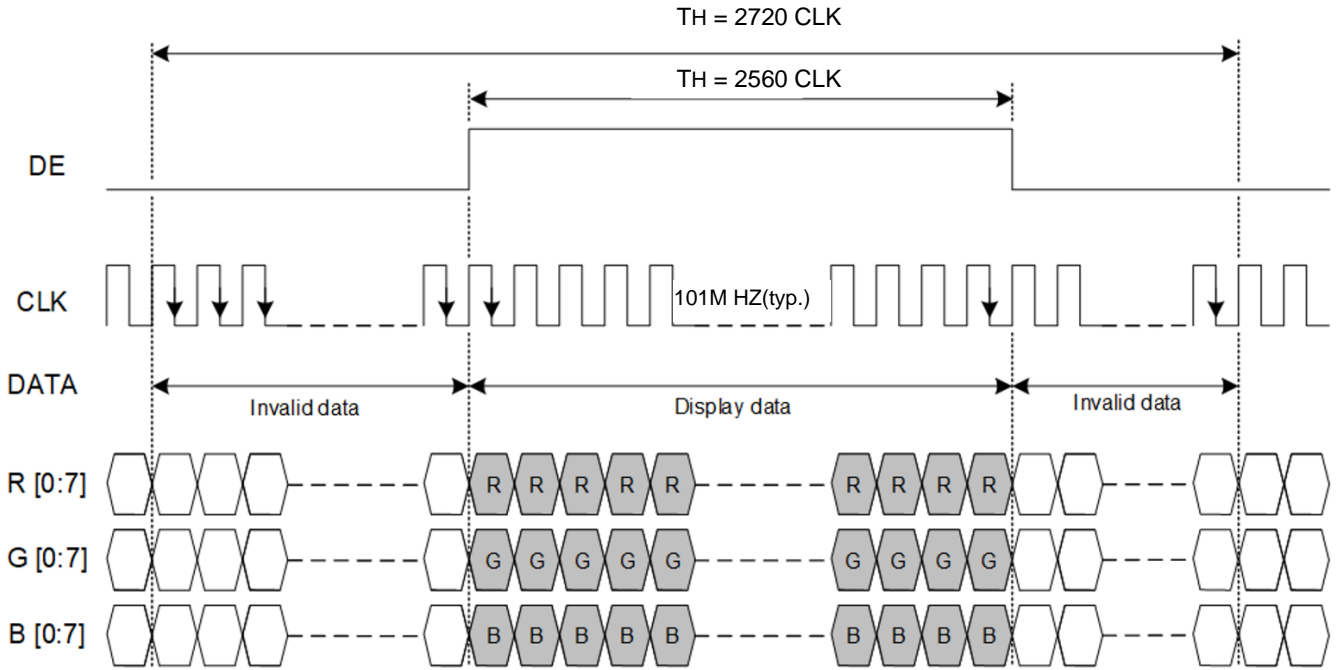 TH = 2720 CLK
TH = 2560 CLK
DE
CLK
101M HZ(typ.)
DATA
Invalid data
Display data
Invalid data
R [0:7]
R R R R R R R R R
G [0:7]
G G G G G G G G G
B [0:7]
B B B B B B B B B